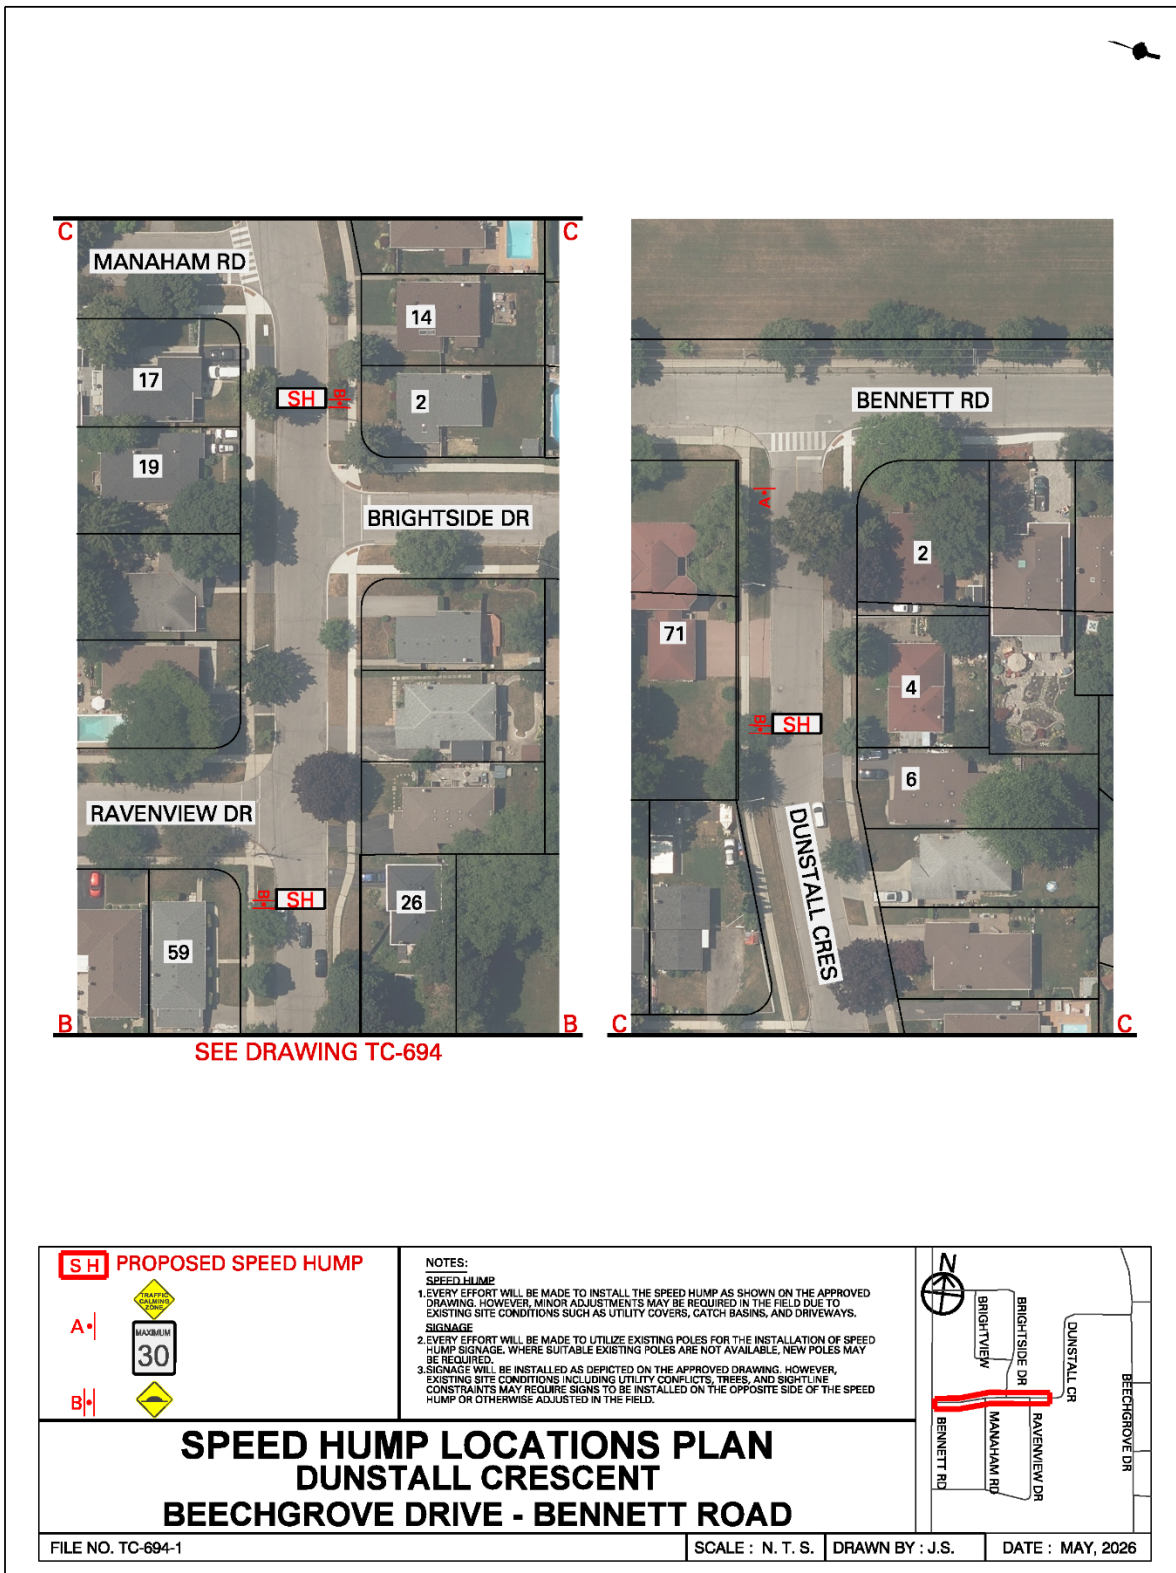 C
C
MANAHAM RD
14
17
SH
B
2
19
BRIGHTSIDE DR
RAVENVIEW DR
B
SH
26
59
B
B
SEE DRAWING TC-694
BENNETT RD
A
2
71
4
B
SH
6
DUNSTALL CRES
C
C
S H PROPOSED SPEED HUMP
TRAFFIC
CALMING
ZONE
A
MAXIMUM
30
B
NOTES:
SPEED HUMP
1.EVERY EFFORT WILL BE MADE TO INSTALL THE SPEED HUMP AS SHOWN ON THE APPROVED
DRAWING. HOWEVER, MINOR ADJUSTMENTS MAY BE REQUIRED IN THE FIELD DUE TO
EXISTING SITE CONDITIONS SUCH AS UTILITY COVERS, CATCH BASINS, AND DRIVEWAYS.
SIGNAGE
2.EVERY EFFORT WILL BE MADE TO UTILIZE EXISTING POLES FOR THE INSTALLATION OF SPEED
HUMP SIGNAGE. WHERE SUITABLE EXISTING POLES ARE NOT AVAILABLE, NEW POLES MAY
BE REQUIRED.
3.SIGNAGE WILL BE INSTALLED AS DEPICTED ON THE APPROVED DRAWING. HOWEVER,
EXISTING SITE CONDITIONS INCLUDING UTILITY CONFLICTS, TREES, AND SIGHTLINE
CONSTRAINTS MAY REQUIRE SIGNS TO BE INSTALLED ON THE OPPOSITE SIDE OF THE SPEED
HUMP OR OTHERWISE ADJUSTED IN THE FIELD.
N
BRIGHTVIEW
BRIGHTSIDE DR
DUNSTALL CR
BEECHGROVE DR
BENNETT RD
MANAHAM RD
RAVENVIEW DR
SPEED HUMP LOCATIONS PLAN
DUNSTALL CRESCENT
BEECHGROVE DRIVE - BENNETT ROAD
FILE NO. TC-694-1
SCALE : N. T. S.
DRAWN BY : J.S.
DATE : MAY, 2026